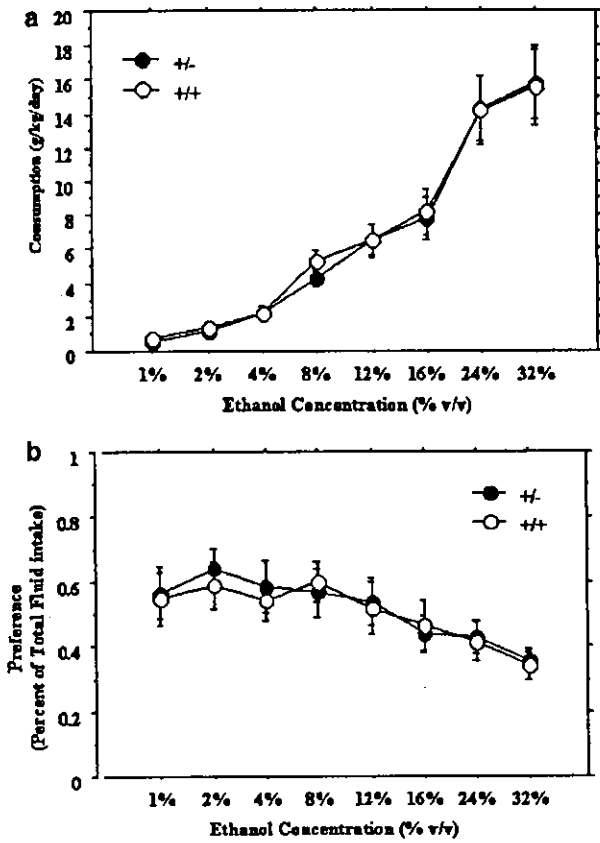 a
20
18
16
14
12
10
8
6
4
2
0
Consumption (g/kg/day)
+/-
+/+
1% 2% 4% 8% 12% 16% 24% 32%
Ethanol Concentration (% v/v)
b
1
0.8
0.6
0.4
0.2
0
Preference
(Percent of Total Fluid intake)
+/-
+/+
1% 2% 4% 8% 12% 16% 24% 32%
Ethanol Concentration (% v/v)